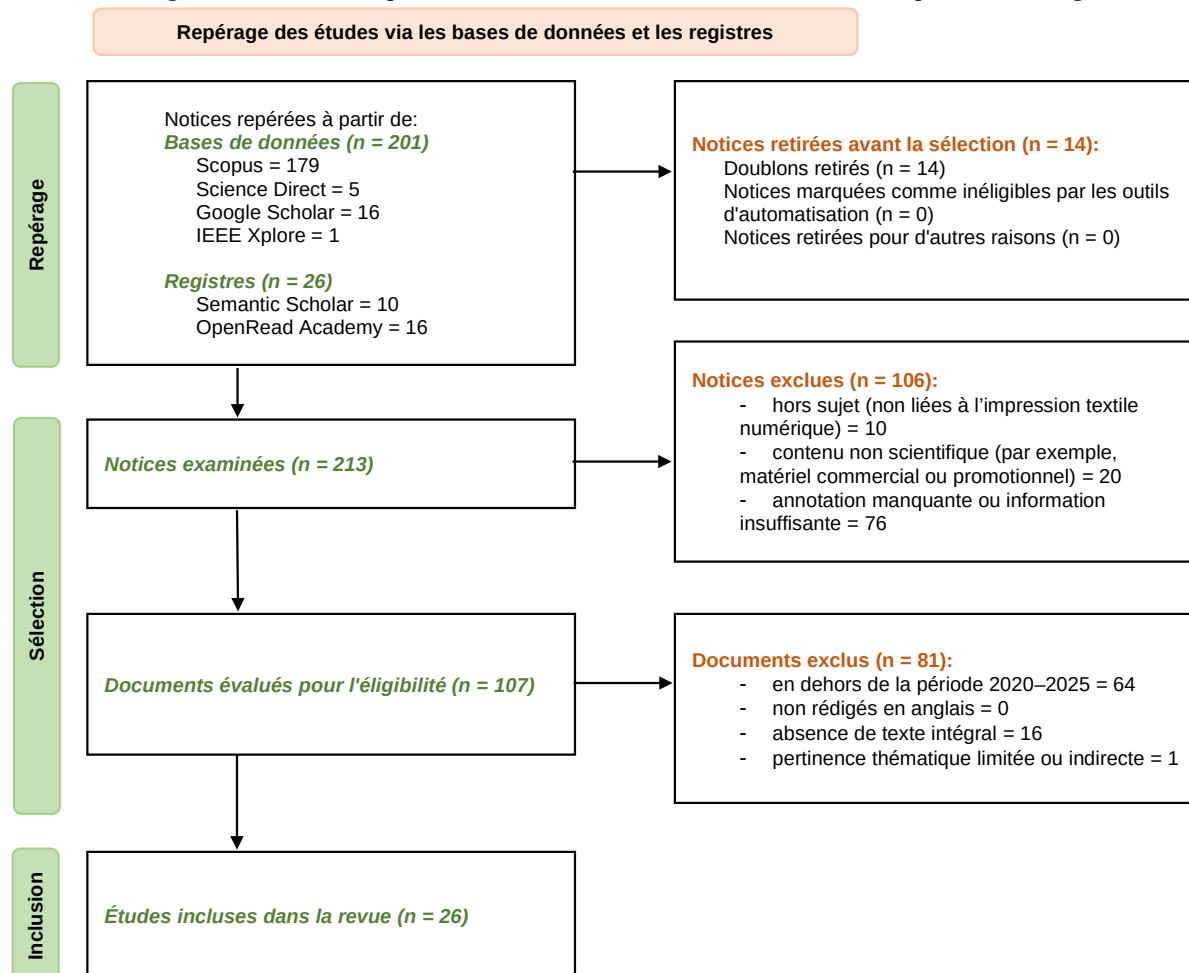 Repérage des études via les bases de données et les registres
Repérage
Notices repérées à partir de:
Bases de données (n = 201)
Scopus = 179
Science Direct = 5
Google Scholar = 16
IEEE Xplore = 1
Registres (n = 26)
Semantic Scholar = 10
OpenRead Academy = 16
Notices retirées avant la sélection (n = 14):
Doublons retirés (n = 14)
Notices marquées comme inéligibles par les outils
d'automatisation (n = 0)
Notices retirées pour d'autres raisons (n = 0)
Sélection
Notices examinées (n = 213)
Notices exclues (n = 106):
- hors sujet (non liées à l’impression textile
numérique) = 10
- contenu non scientifique (par exemple,
matériel commercial ou promotionnel) = 20
- annotation manquante ou information
insuffisante = 76
Documents évalués pour l'éligibilité (n = 107)
Documents exclus (n = 81):
- en dehors de la période 2020–2025 = 64
- non rédigés en anglais = 0
- absence de texte intégral = 16
- pertinence thématique limitée ou indirecte = 1
Inclusion
Études incluses dans la revue (n = 26)